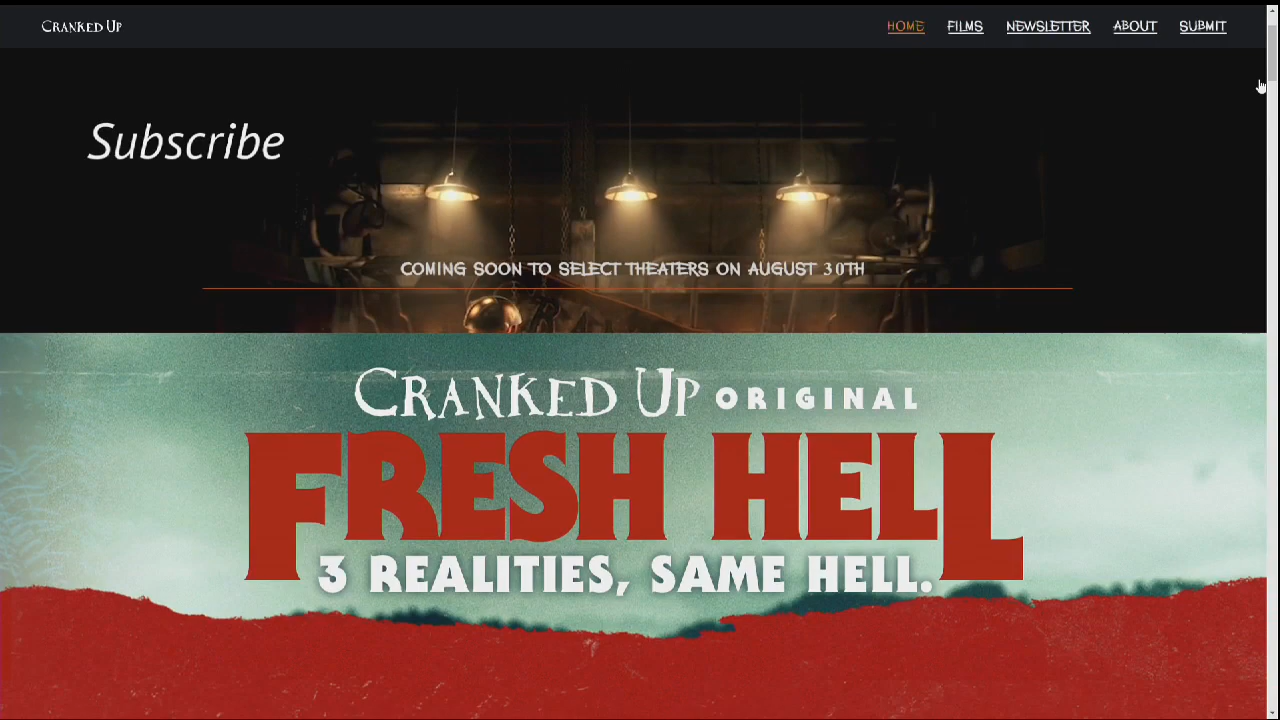 CRANKED UP
HOME FILMS NEWSLETTER ABOUT SUBMIT
Subscribe
COMING SOON TO SELECT THEATERS ON AUGUST 30TH
CRANKED UP ORIGINAL
FRESH HELL
3 REALITIES, SAME HELL.